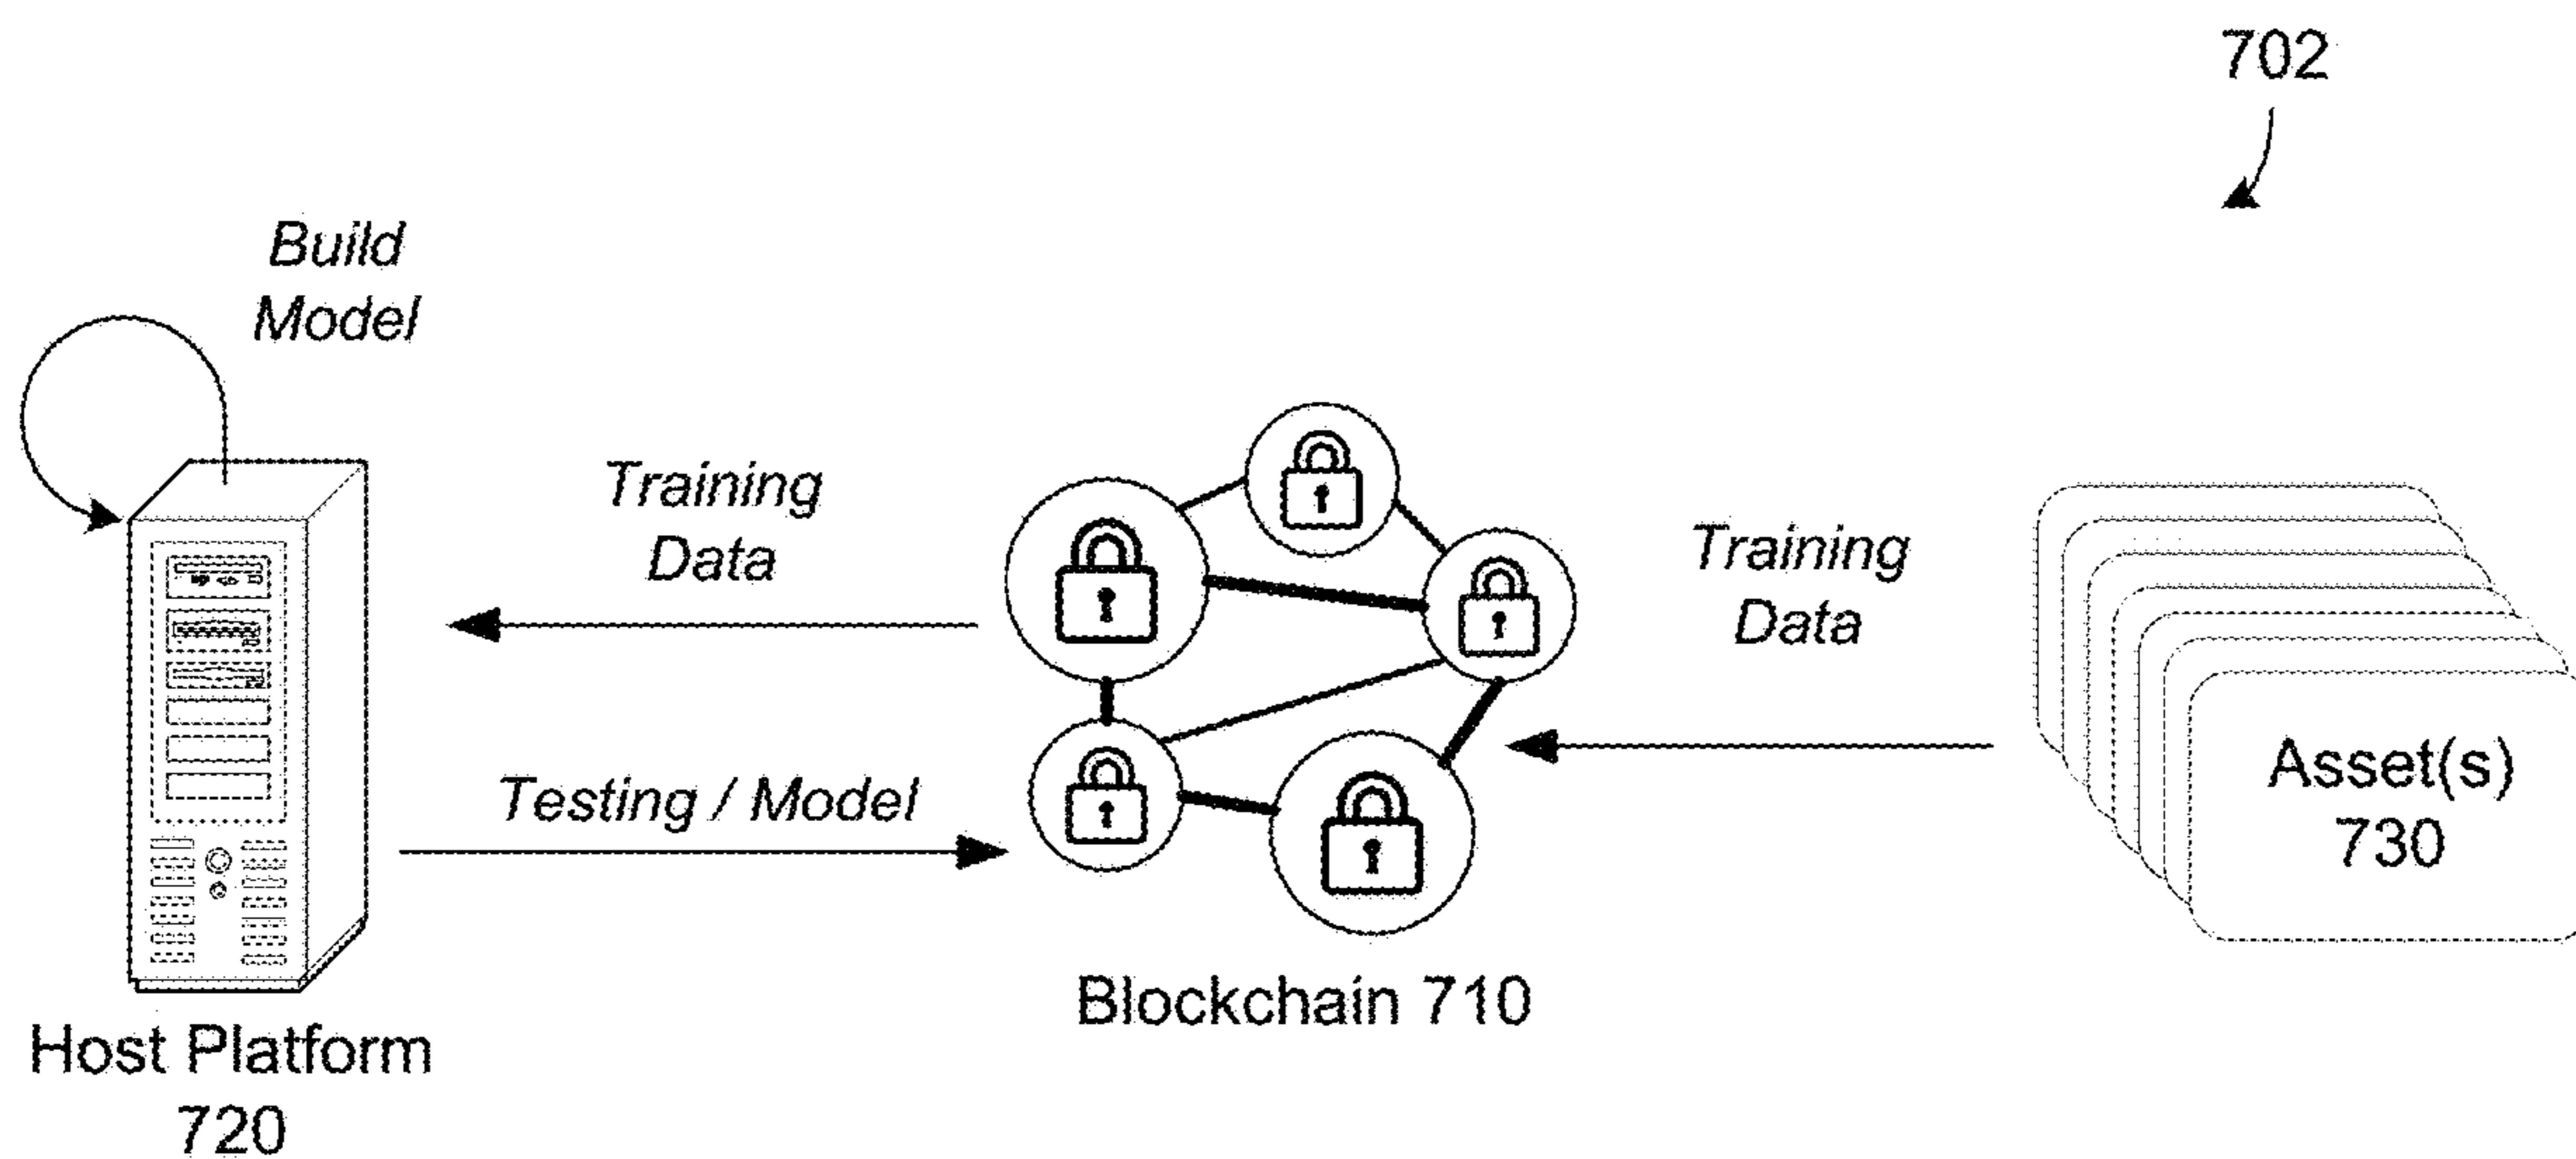 702
Build
Model
Training
Data
Training
Data
Testing / Model
Asset(s)
730
Blockchain 710
Host Platform
720